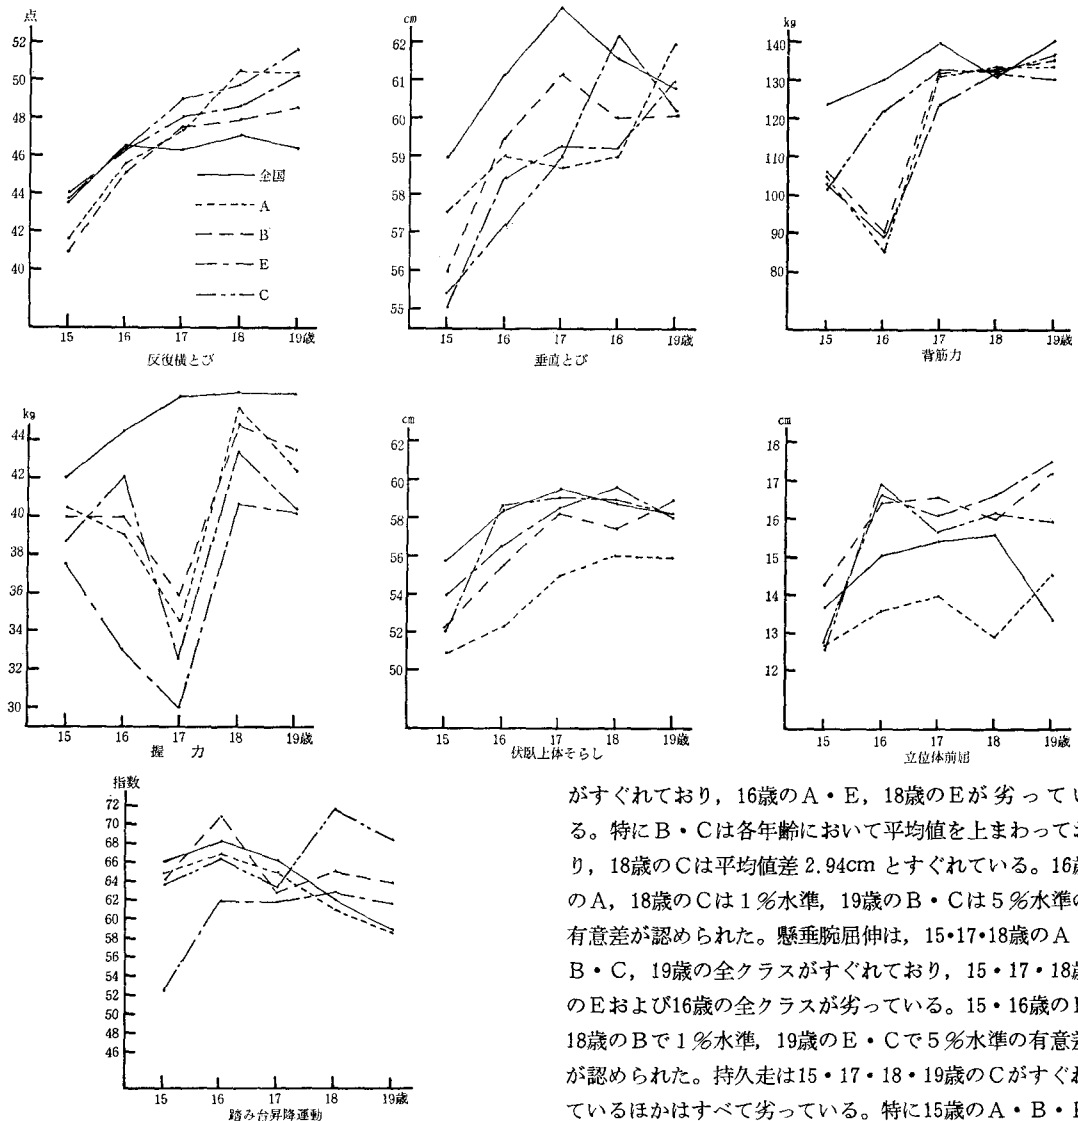 点
52
50
48
46
44
42
40
15 16 17 18 19歳
反復横とび
全国
A
B
E
C
cm
62
61
60
59
58
57
56
55
15 16 17 18 19歳
垂直とび
kg
140
130
120
110
100
90
80
15 16 17 18 19歳
背筋力
kg
44
42
40
38
36
34
32
30
15 16 17 18 19歳
握 力
cm
62
60
58
56
54
52
50
15 16 17 18 19歳
伏臥上体そらし
cm
18
17
16
15
14
13
12
15 16 17 18 19歳
立位体前屈
指数
72
70
68
66
64
62
60
58
56
54
52
50
48
46
15 16 17 18 19歳
踏み台昇降運動
がすぐれており，16歳のA・E，18歳のEが劣ってい
る。特にB・Cは各年齢において平均値を上まわってお
り，18歳のCは平均値差2.94cmとすぐれている。16歳
のA，18歳のCは1％水準，19歳のB・Cは5％水準の
有意差が認められた。懸垂腕屈伸は，15・17・18歳のA
B・C，19歳の全クラスがすぐれており，15・17・18歳
のEおよび16歳の全クラスが劣っている。15・16歳の
18歳のBで1％水準，19歳のE・Cで5％水準の有意差
が認められた。持久走は15・17・18・19歳のCがすぐれ
ているほかはすべて劣っている。特に15歳のA・B・